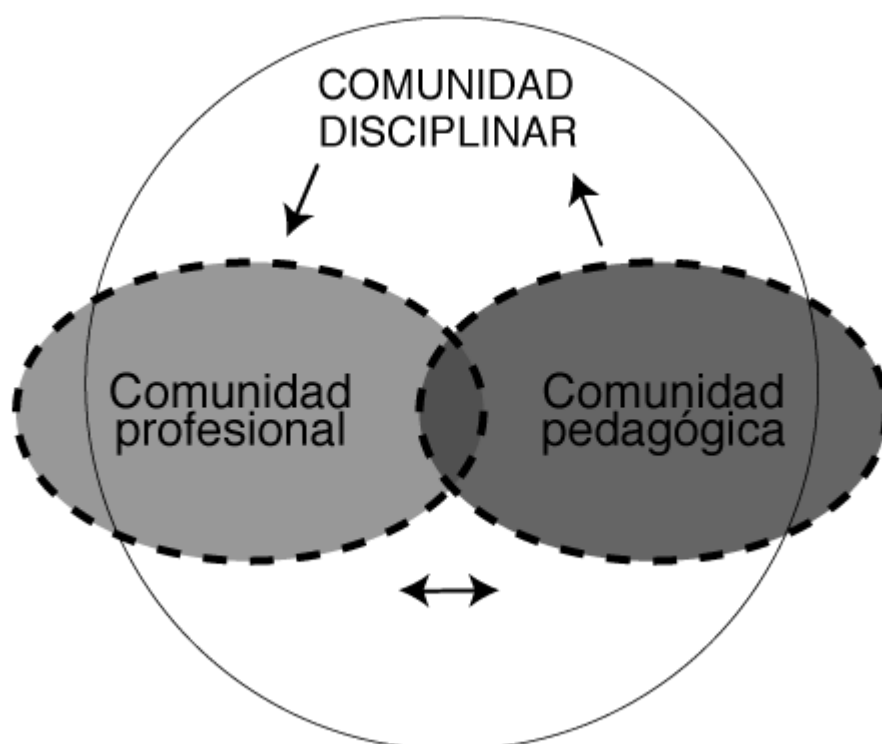 COMUNIDAD
DISCIPLINAR
Comunidad
profesional
Comunidad
pedagógica